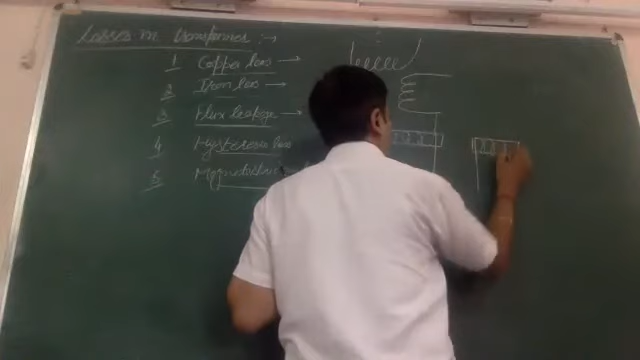 Losses in transformer :→
1 Copper loss →
2 Iron loss →
3 Flux leakage →
4 Hysteresis loss
5